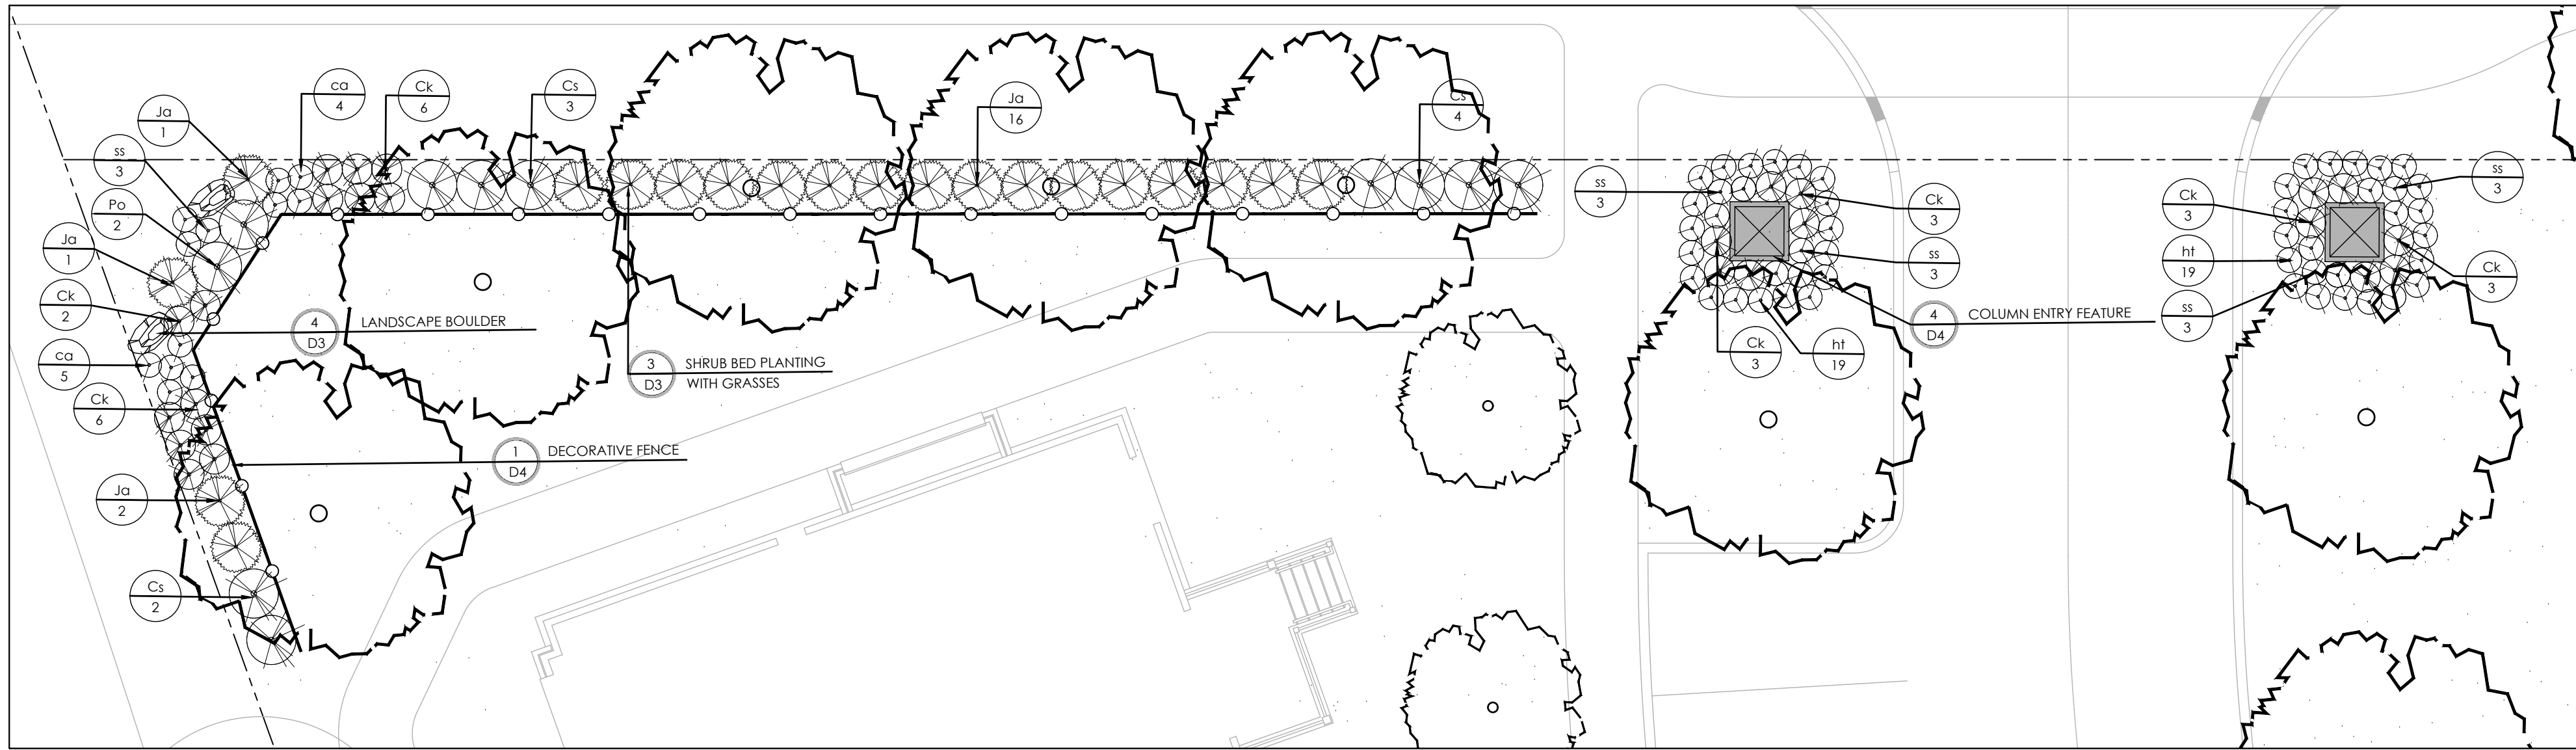 ca
4
Ck
6
Cs
3
Ja
16
Cs
4
Ja
1
ss
3
Po
2
Ja
1
Ck
2
4
D3
LANDSCAPE BOULDER
ca
5
3
D3
SHRUB BED PLANTING
WITH GRASSES
Ck
6
1
D4
DECORATIVE FENCE
Ja
2
Cs
2
ss
3
Ck
3
ss
3
4
D4
COLUMN ENTRY FEATURE
Ck
3
ht
19
Ck
3
ht
19
ss
3
ss
3
Ck
3